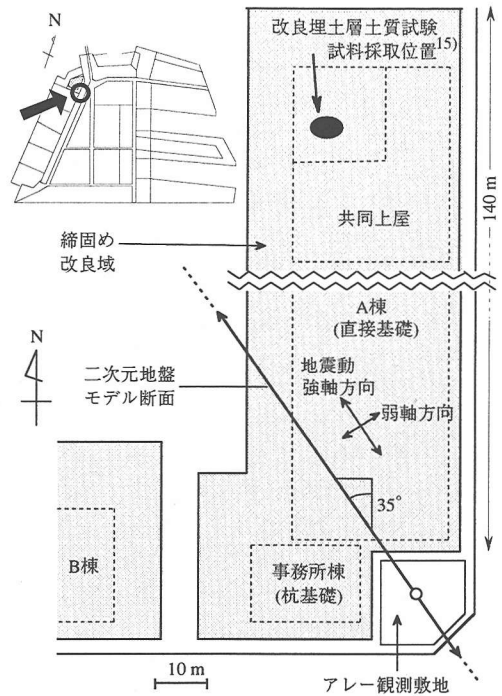 N
改良埋土層土質試験
試料採取位置15)
共同上屋
140 m
締固め
改良域
A棟
(直接基礎)
N
二次元地盤
モデル断面
地震動
強軸方向
弱軸方向
35°
B棟
事務所棟
(杭基礎)
10 m
アレー観測敷地